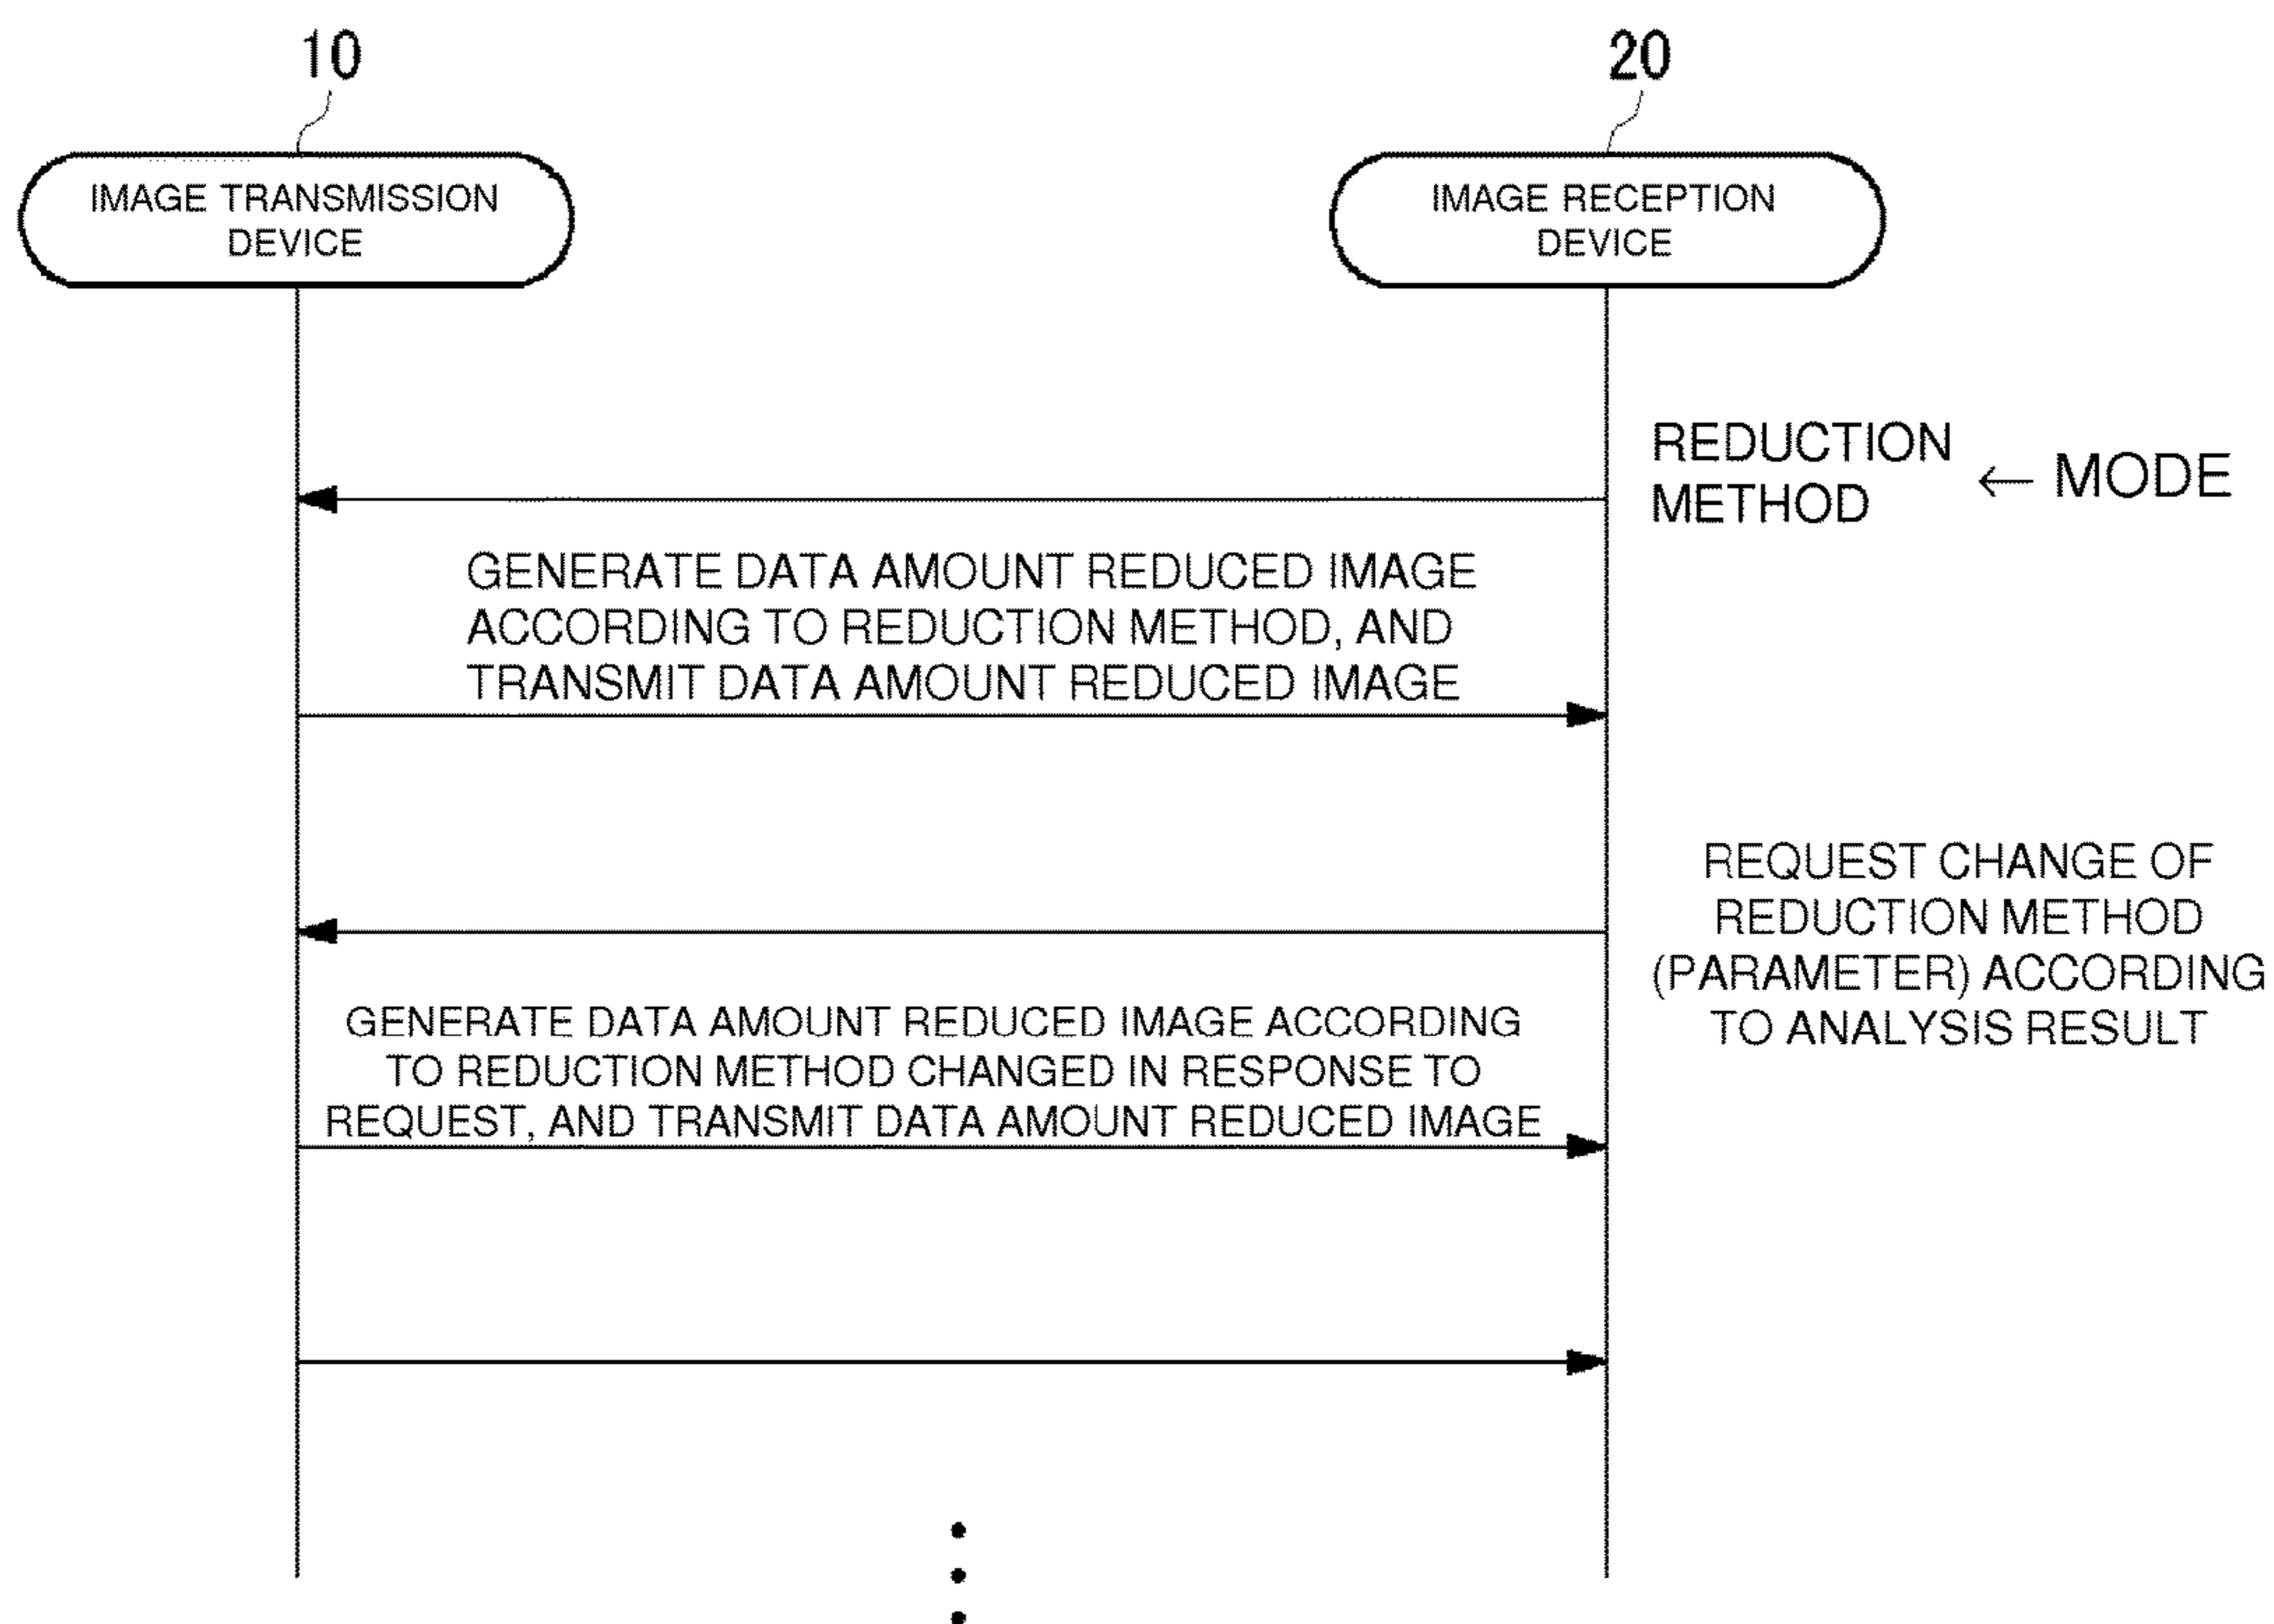 10
20
IMAGE TRANSMISSION
DEVICE
IMAGE RECEPTION
DEVICE
REDUCTION
METHOD
← MODE
GENERATE DATA AMOUNT REDUCED IMAGE
ACCORDING TO REDUCTION METHOD, AND
TRANSMIT DATA AMOUNT REDUCED IMAGE
REQUEST CHANGE OF
REDUCTION METHOD
(PARAMETER) ACCORDING
TO ANALYSIS RESULT
GENERATE DATA AMOUNT REDUCED IMAGE ACCORDING
TO REDUCTION METHOD CHANGED IN RESPONSE TO
REQUEST, AND TRANSMIT DATA AMOUNT REDUCED IMAGE